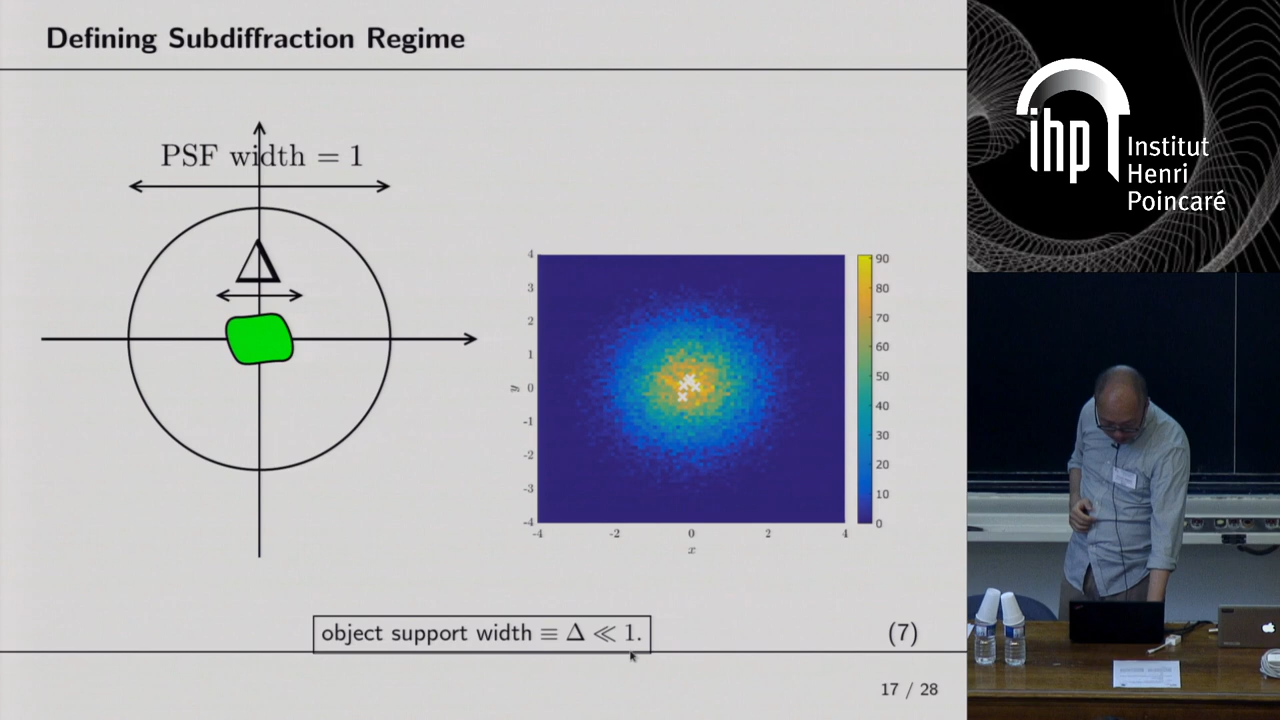 Defining Subdiffraction Regime
PSF width = 1
Δ
4
3
2
1
0
-1
-2
-3
-4
y
-4
-2
0
2
4
x
90
80
70
60
50
40
30
20
10
0
object support width ≡ Δ ≪ 1.
(7)
17 / 28
ihp
Institut
Henri
Poincaré